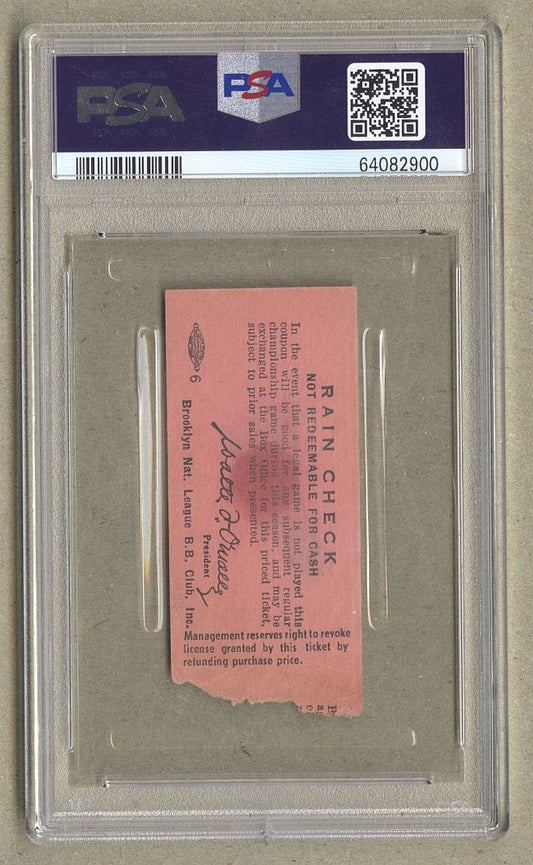 PSA
PSA
64082900
RAIN CHECK
NOT REDEEMABLE FOR CASH
In the event that a legal game is not played this
coupon will be good for any subsequent regular
championship game during this season, and may be
exchanged at the Box Office for this priced ticket,
subject to prior sales when presented.
Walter F. O'Malley
President
Brooklyn Nat. League B.B. Club, Inc.
6
Management reserves right to revoke
license granted by this ticket by
refunding purchase price.